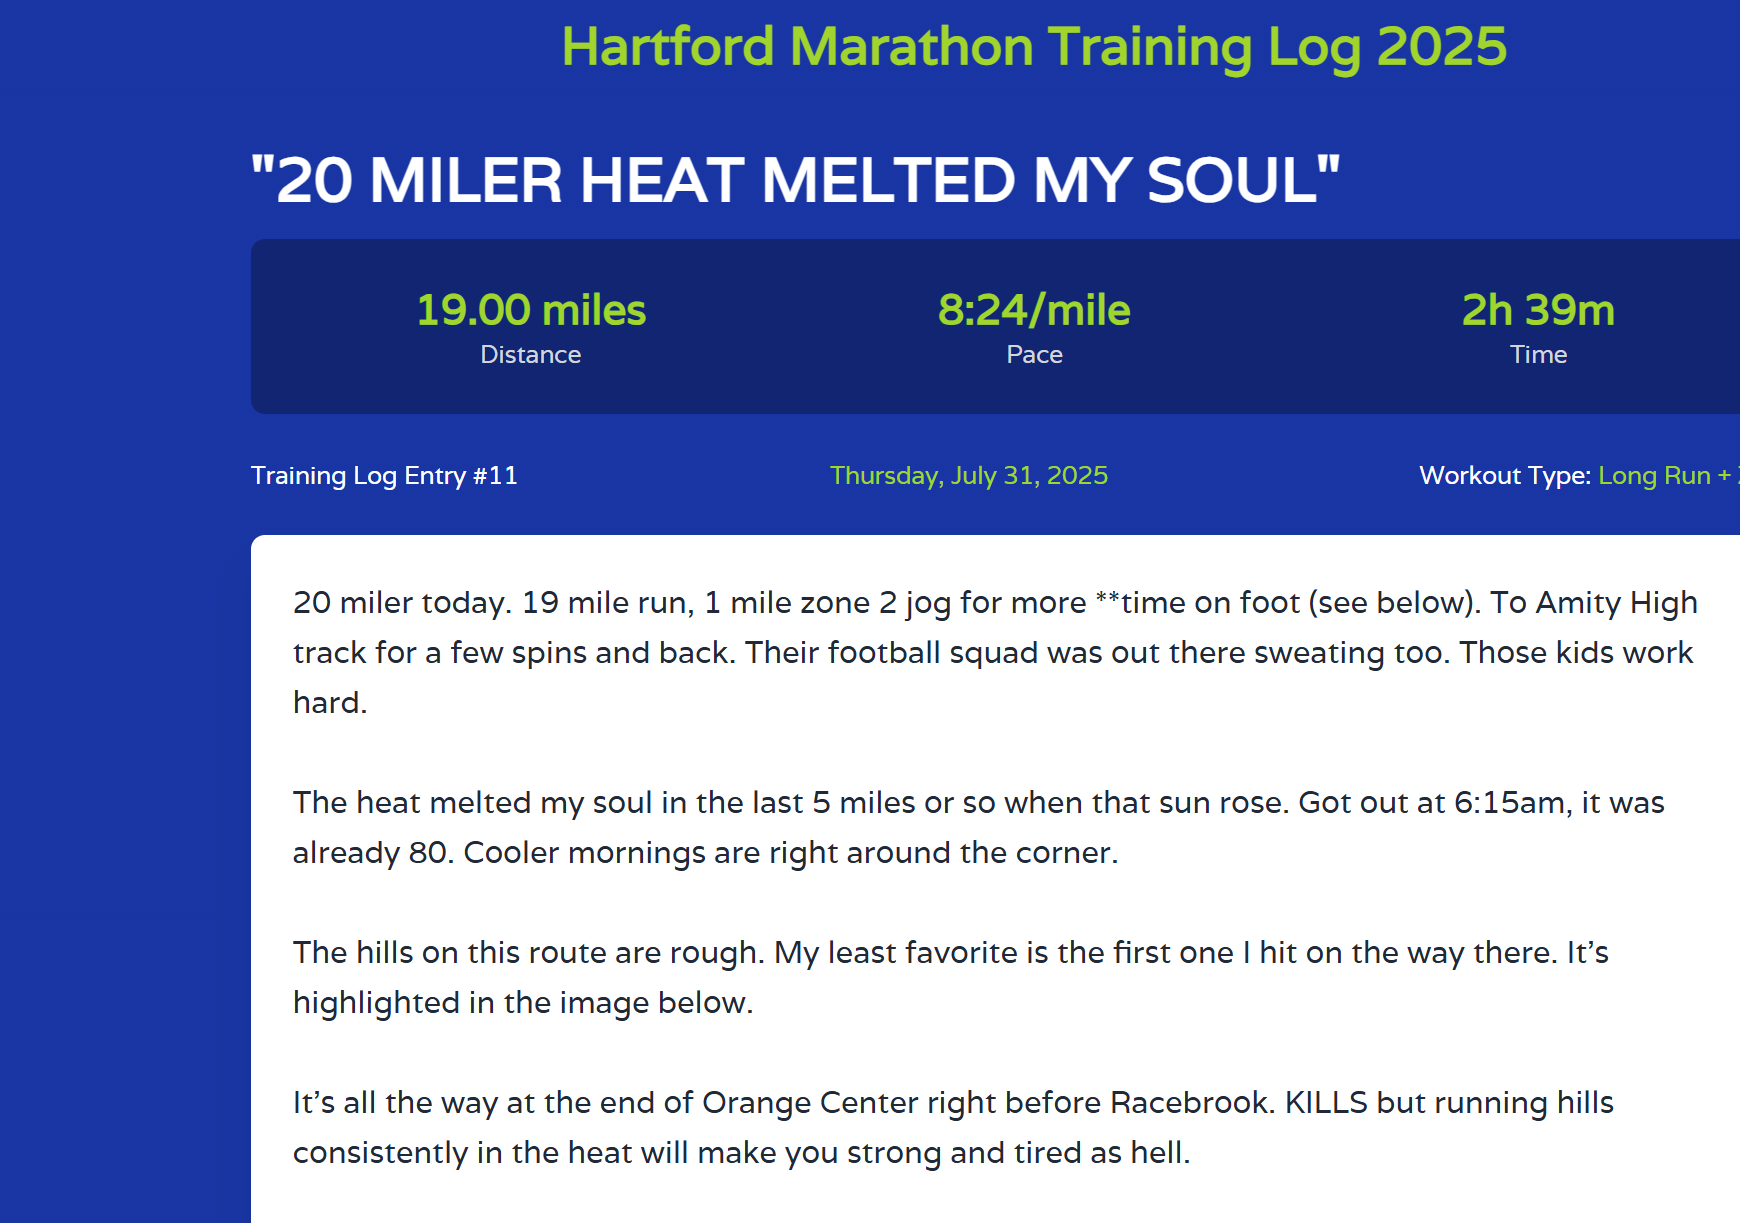 Hartford Marathon Training Log 2025
"20 MILER HEAT MELTED MY SOUL"
19.00 miles
Distance
8:24/mile
Pace
2h 39m
Time
Training Log Entry #11
Thursday, July 31, 2025
Workout Type: Long Run +
20 miler today. 19 mile run, 1 mile zone 2 jog for more **time on foot (see below). To Amity High
track for a few spins and back. Their football squad was out there sweating too. Those kids work
hard.
The heat melted my soul in the last 5 miles or so when that sun rose. Got out at 6:15am, it was
already 80. Cooler mornings are right around the corner.
The hills on this route are rough. My least favorite is the first one I hit on the way there. It’s
highlighted in the image below.
It’s all the way at the end of Orange Center right before Racebrook. KILLS but running hills
consistently in the heat will make you strong and tired as hell.